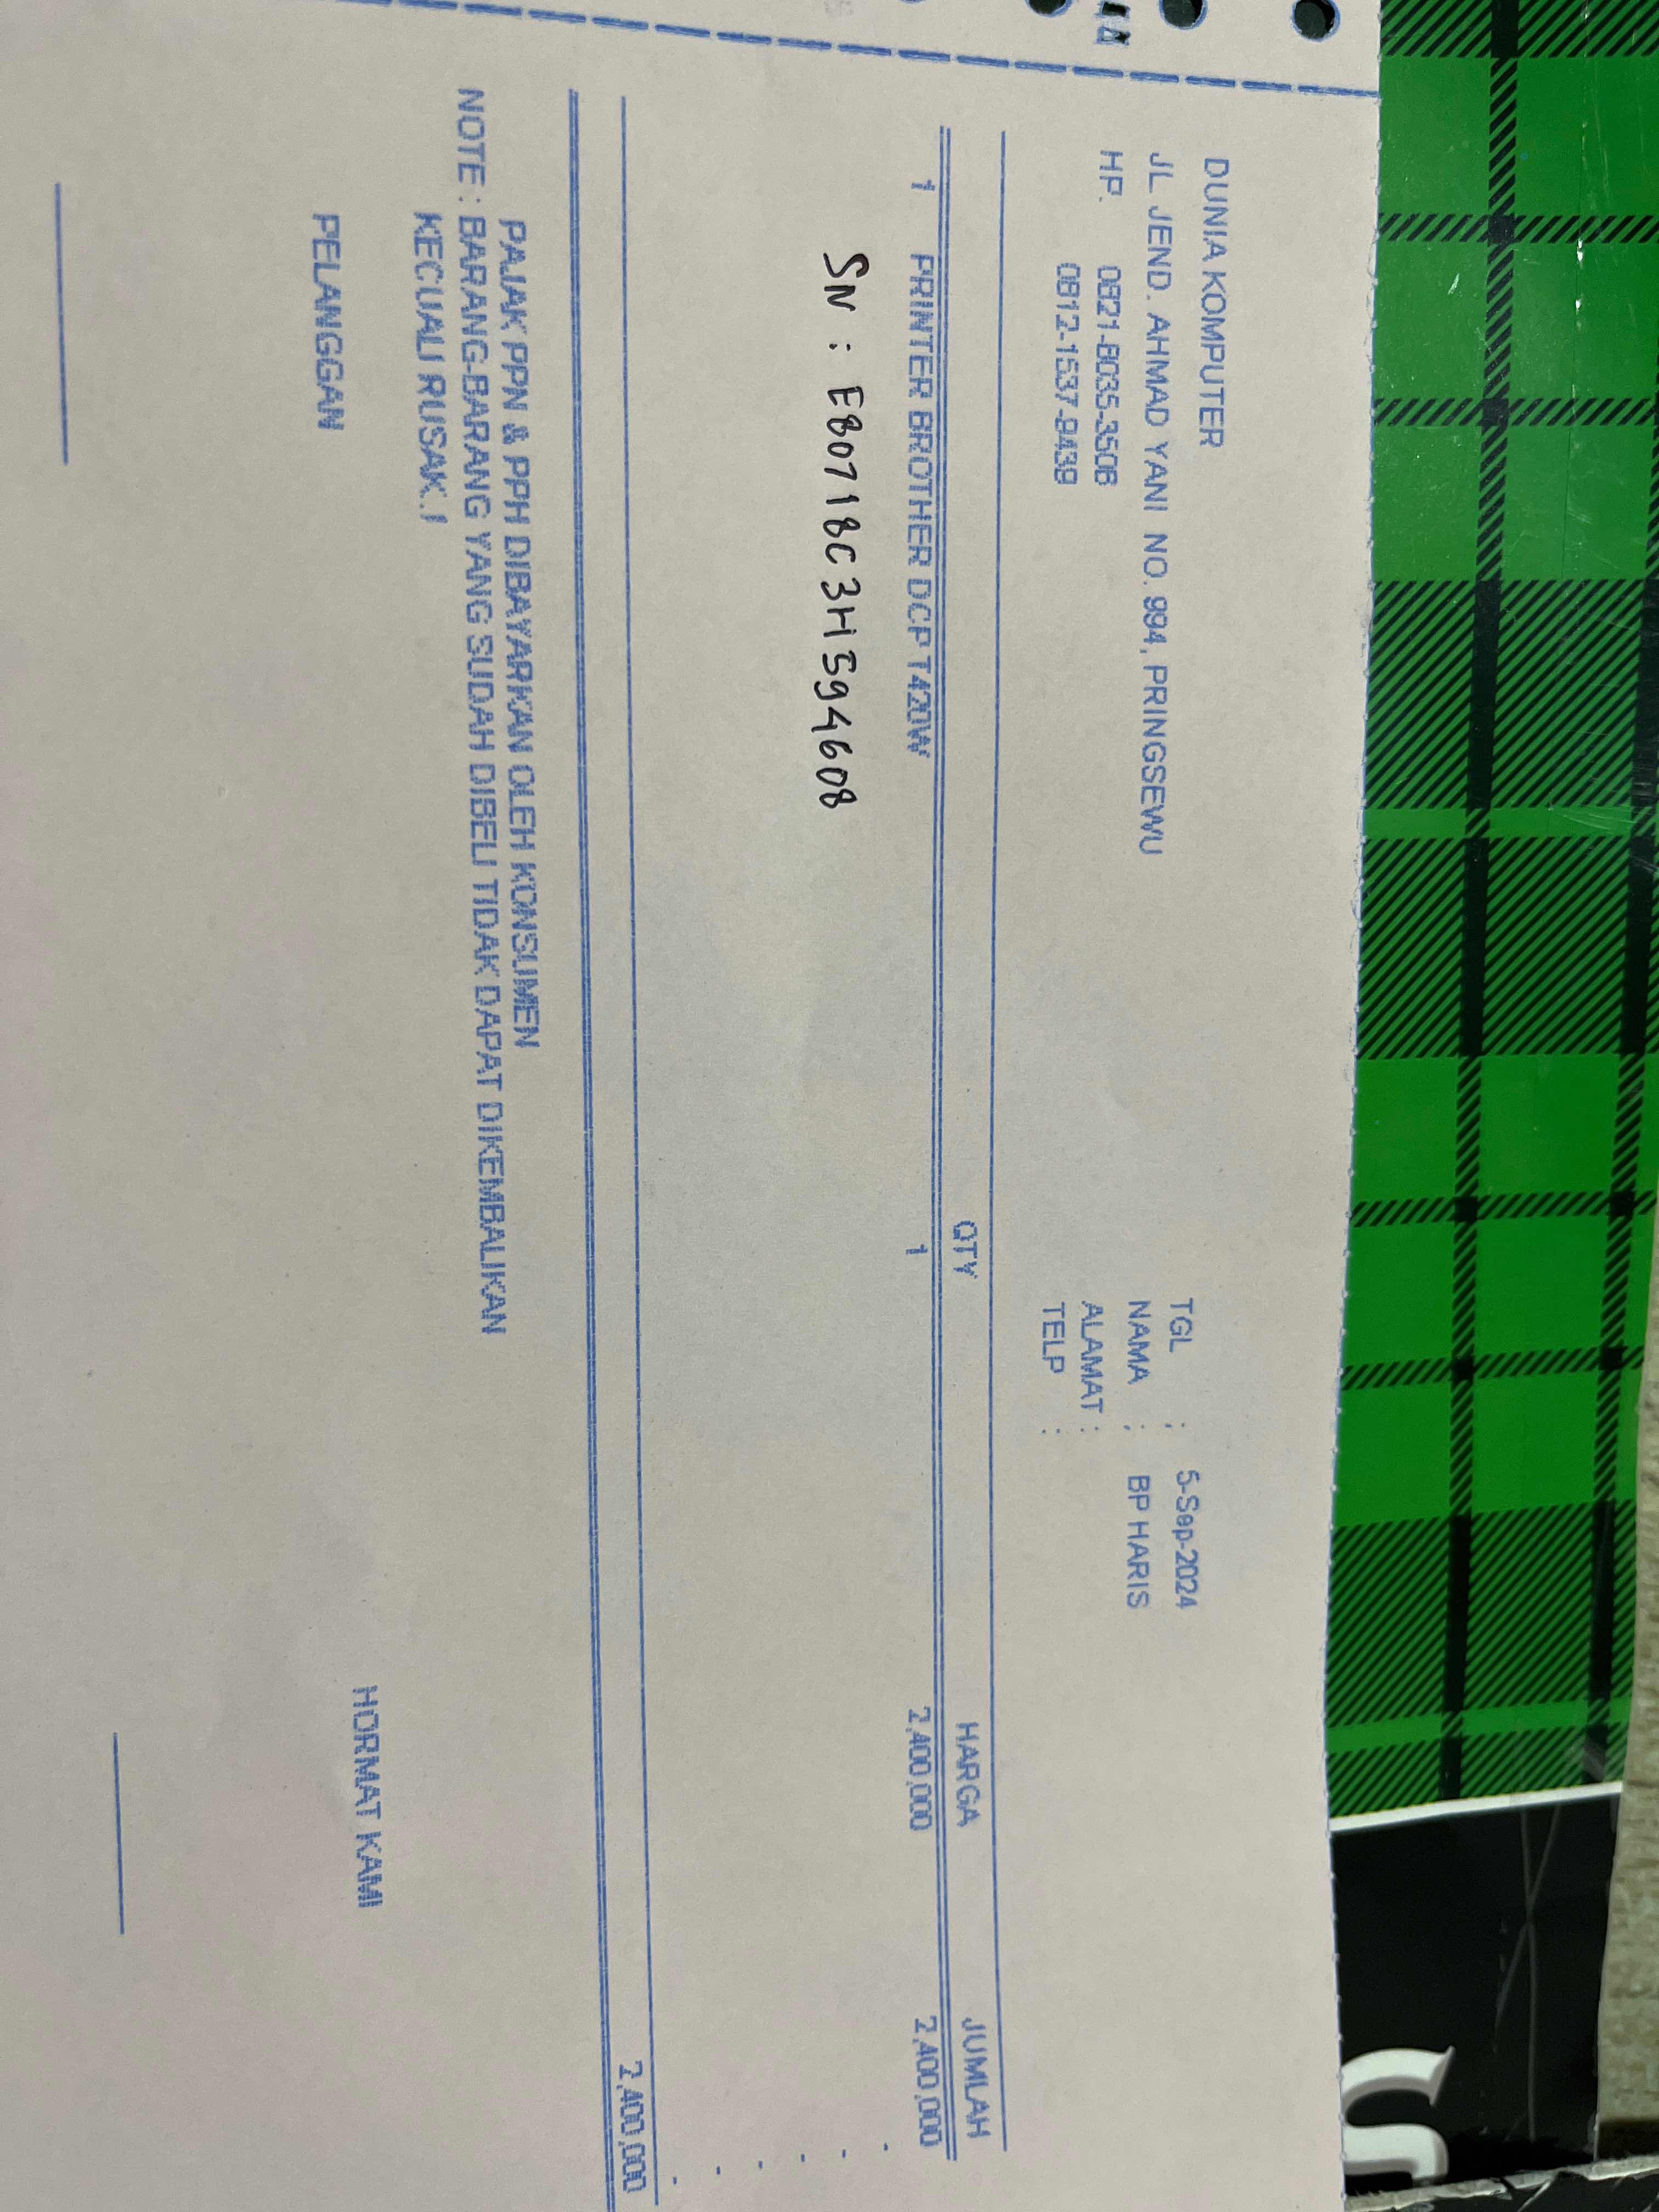 DUNIA KOMPUTER
JL. JEND. AHMAD YANI NO. 994, PRINGSEWU
HP. 0821-8035-3506
0812-1537-9439
TGL : 5-Sep-2024
NAMA : BP HARIS
ALAMAT :
TELP :
QTY HARGA JUMLAH
1 PRINTER BROTHER DCP T420W 1 2,400,000 2,400,000
SN : E80718C3H594608
2,400,000
PAJAK PPN & PPH DIBAYARKAN OLEH KONSUMEN
NOTE : BARANG-BARANG YANG SUDAH DIBELI TIDAK DAPAT DIKEMBALIKAN
KECUALI RUSAK.!
PELANGGAN HORMAT KAMI
S